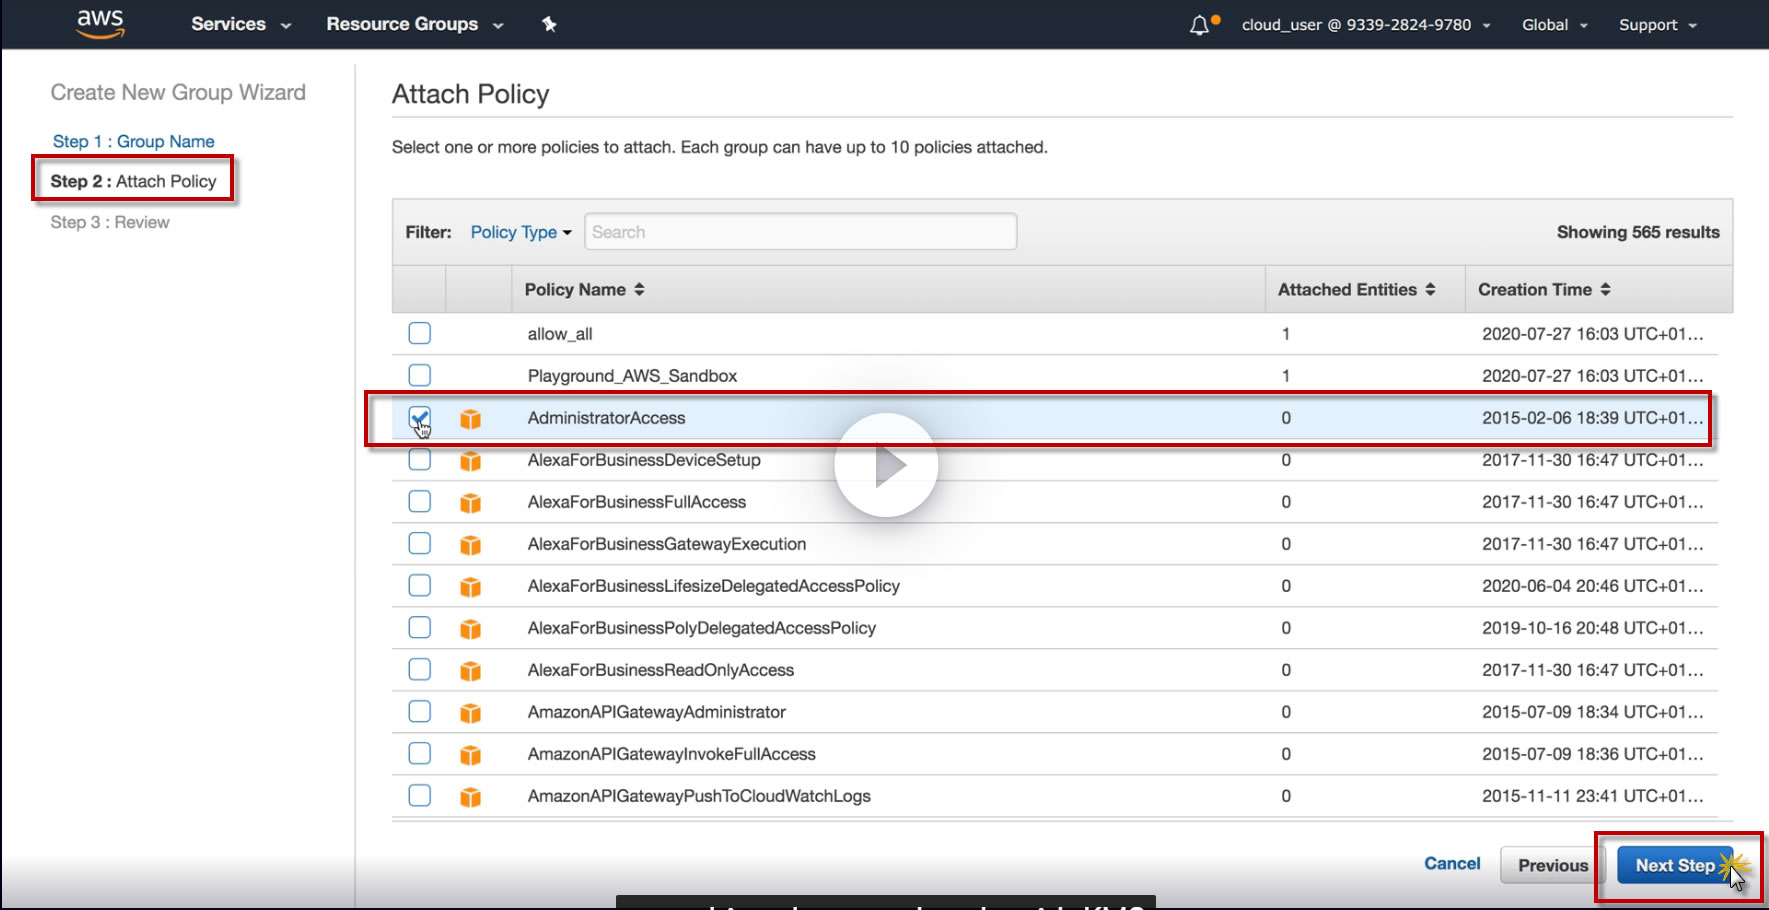 aws Services Resource Groups cloud_user @ 9339-2824-9780 Global Support
Create New Group Wizard
Step 1 : Group Name
Step 2 : Attach Policy
Step 3 : Review
Attach Policy
Select one or more policies to attach. Each group can have up to 10 policies attached.
Filter: Policy Type Search Showing 565 results
Policy Name Attached Entities Creation Time
allow_all 1 2020-07-27 16:03 UTC+01...
Playground_AWS_Sandbox 1 2020-07-27 16:03 UTC+01...
AdministratorAccess 0 2015-02-06 18:39 UTC+01...
AlexaForBusinessDeviceSetup 0 2017-11-30 16:47 UTC+01...
AlexaForBusinessFullAccess 0 2017-11-30 16:47 UTC+01...
AlexaForBusinessGatewayExecution 0 2017-11-30 16:47 UTC+01...
AlexaForBusinessLifesizeDelegatedAccessPolicy 0 2020-06-04 20:46 UTC+01...
AlexaForBusinessPolyDelegatedAccessPolicy 0 2019-10-16 20:48 UTC+01...
AlexaForBusinessReadOnlyAccess 0 2017-11-30 16:47 UTC+01...
AmazonAPIGatewayAdministrator 0 2015-07-09 18:34 UTC+01...
AmazonAPIGatewayInvokeFullAccess 0 2015-07-09 18:36 UTC+01...
AmazonAPIGatewayPushToCloudWatchLogs 0 2015-11-11 23:41 UTC+01...
Cancel Previous Next Step